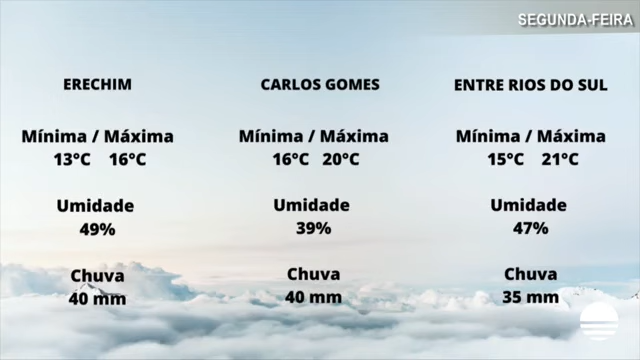 SEGUNDA-FEIRA
ERECHIM
Mínima / Máxima
13°C 16°C
Umidade
49%
Chuva
40 mm
CARLOS GOMES
Mínima / Máxima
16°C 20°C
Umidade
39%
Chuva
40 mm
ENTRE RIOS DO SUL
Mínima / Máxima
15°C 21°C
Umidade
47%
Chuva
35 mm